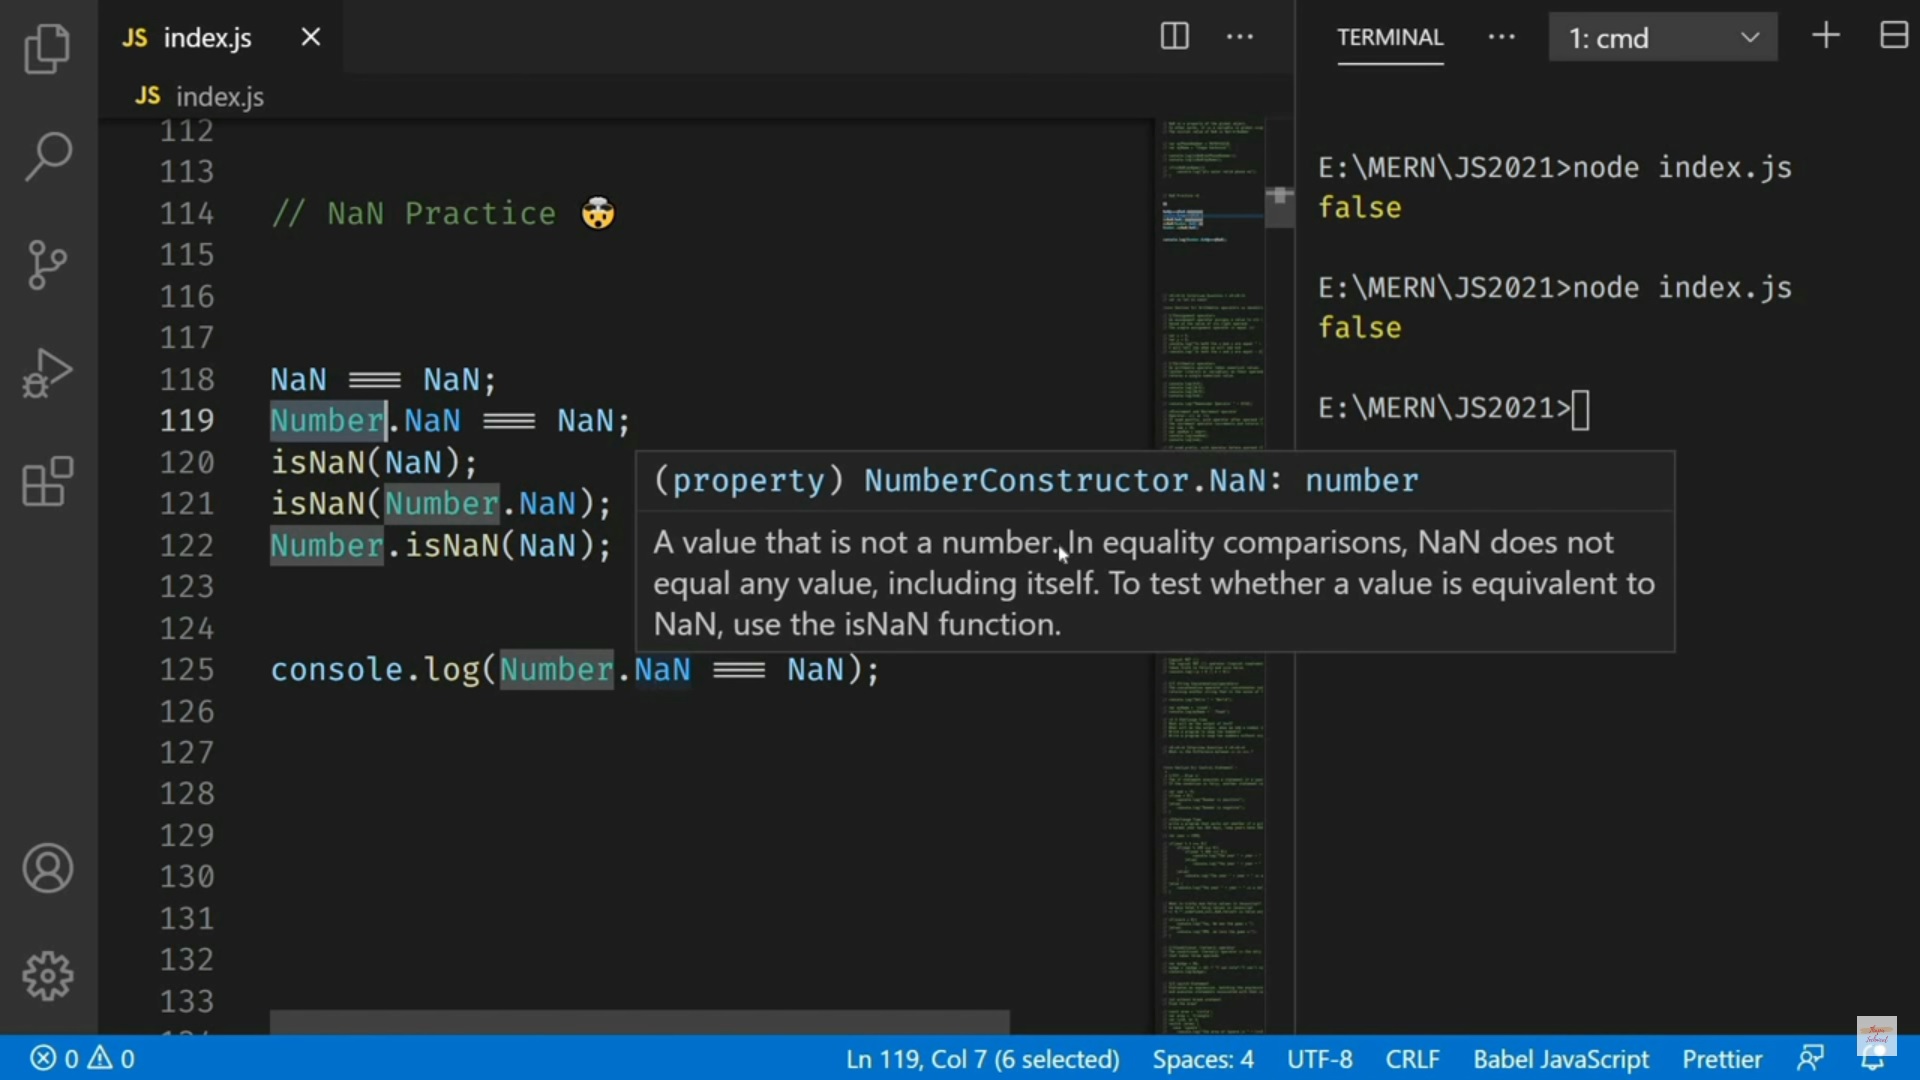 JS index.js
TERMINAL
1: cmd
JS index.js
112
113
114 // NaN Practice 🤯
115
116
117
118 NaN === NaN;
119 Number.NaN === NaN;
120 isNaN(NaN);
121 isNaN(Number.NaN);
122 Number.isNaN(NaN);
123
124
125 console.log(Number.NaN === NaN);
126
127
128
129
130
131
132
133
(property) NumberConstructor.NaN: number
A value that is not a number. In equality comparisons, NaN does not
equal any value, including itself. To test whether a value is equivalent to
NaN, use the isNaN function.
E:\MERN\JS2021>node index.js
false
E:\MERN\JS2021>node index.js
false
E:\MERN\JS2021>
0 0
Ln 119, Col 7 (6 selected)
Spaces: 4
UTF-8
CRLF
Babel JavaScript
Prettier